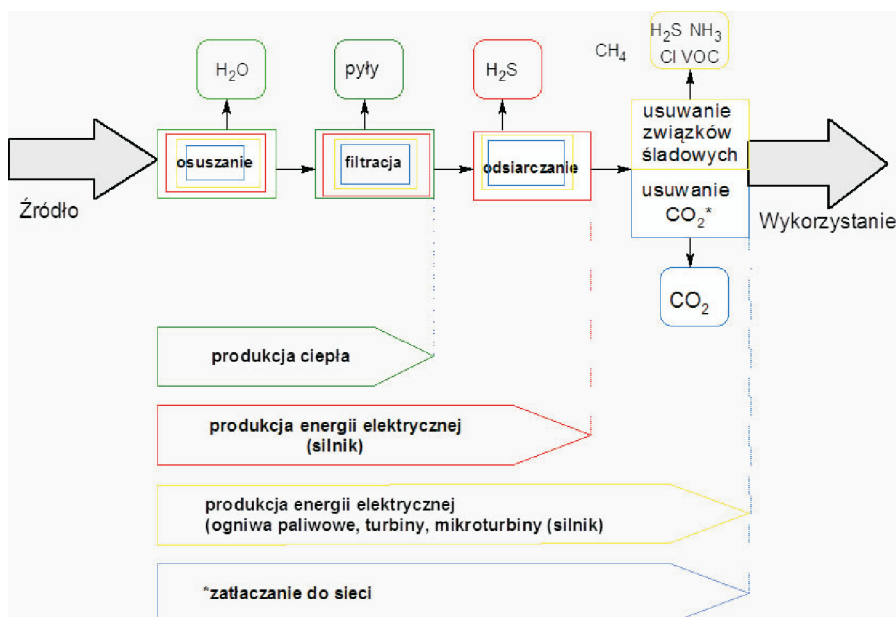 H₂O
pyły
H₂S
CH₄
H₂S NH₃
Cl VOC
osuszanie
filtracja
odsiarczanie
usuwanie
związków
śladowych
usuwanie
CO₂*
Źródło
Wykorzystanie
CO₂
produkcja ciepła
produkcja energii elektrycznej
(silnik)
produkcja energii elektrycznej
(ogniwa paliwowe, turbiny, mikroturbiny (silnik)
*zatłaczanie do sieci